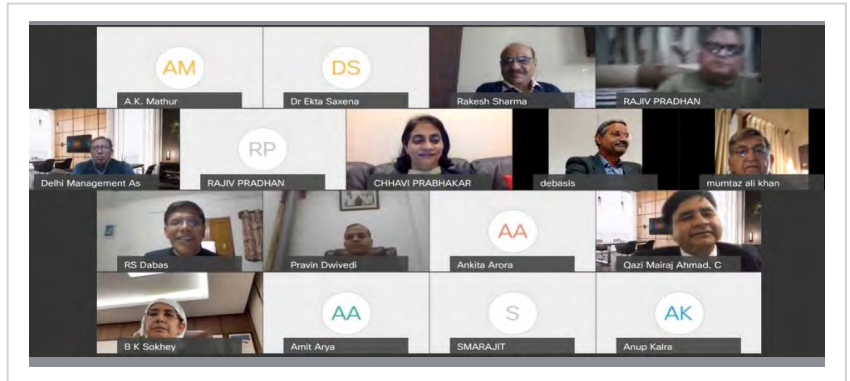 AM
DS
A.K. Mathur
Dr Ekta Saxena
Rakesh Sharma
RAJIV PRADHAN
RP
Delhi Management As
RAJIV PRADHAN
CHHAVI PRABHAKAR
debasis
mumtaz ali khan
AA
RS Dabas
Pravin Dwivedi
Ankita Arora
Qazi Mairaj Ahmad, C
AA
S
AK
B K Sokhey
Amit Arya
SMARAJIT
Anup Kalra